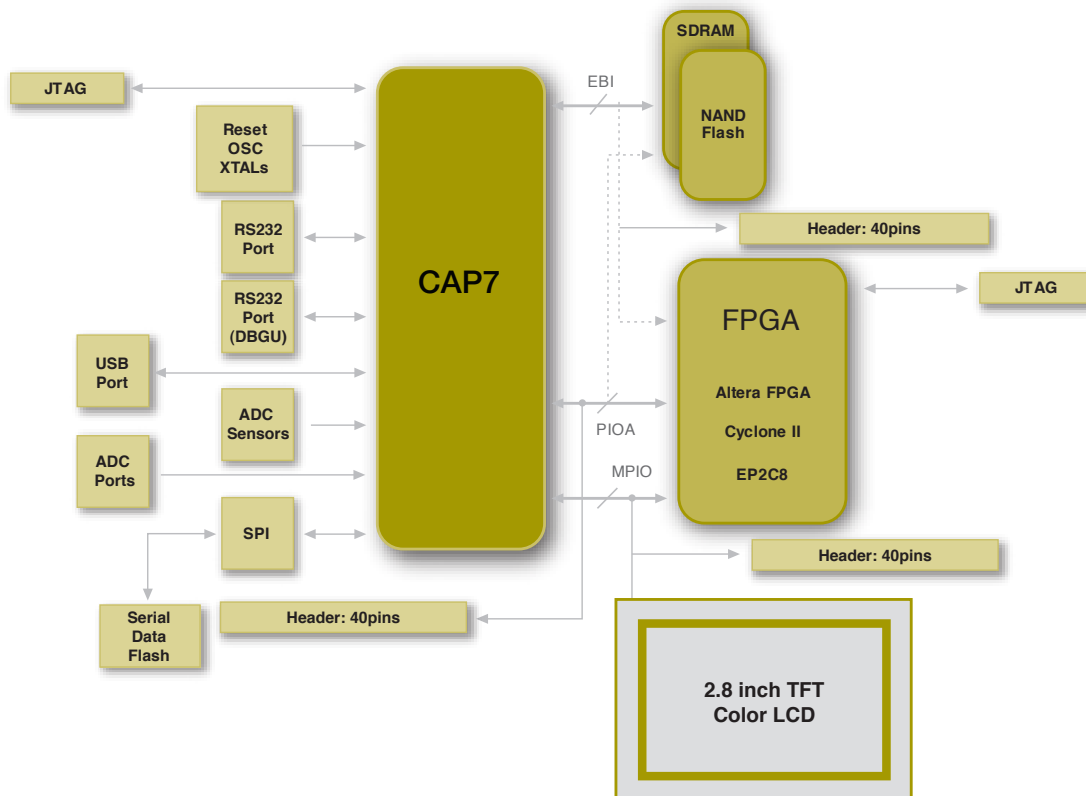 SDRAM
JTAG
EBI
NAND
Flash
Reset
OSC
XTALs
RS232
Port
Header: 40pins
CAP7
JTAG
RS232
Port
(DBGU)
FPGA
USB
Port
Altera FPGA
ADC
Sensors
PIOA
Cyclone II
ADC
Ports
MPIO
EP2C8
SPI
Header: 40pins
Serial
Data
Flash
Header: 40pins
2.8 inch TFT
Color LCD